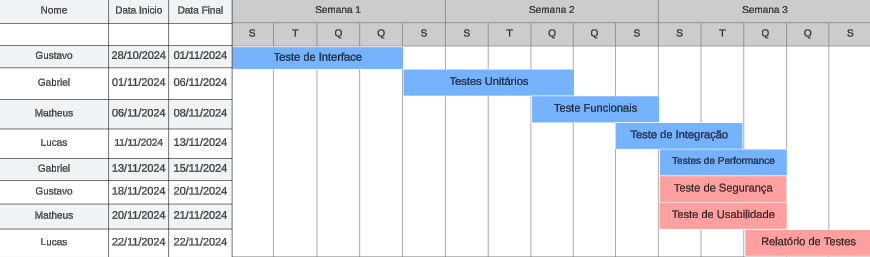 Nome Data Inicio Data Final Semana 1 Semana 2 Semana 3
S T Q Q S S T Q Q S S T Q Q S
Gustavo 28/10/2024 01/11/2024 Teste de Interface
Gabriel 01/11/2024 06/11/2024 Testes Unitários
Matheus 06/11/2024 08/11/2024 Teste Funcionais
Lucas 11/11/2024 13/11/2024 Teste de Integração
Gabriel 13/11/2024 15/11/2024 Testes de Performance
Gustavo 18/11/2024 20/11/2024 Teste de Segurança
Matheus 20/11/2024 21/11/2024 Teste de Usabilidade
Lucas 22/11/2024 22/11/2024 Relatório de Testes